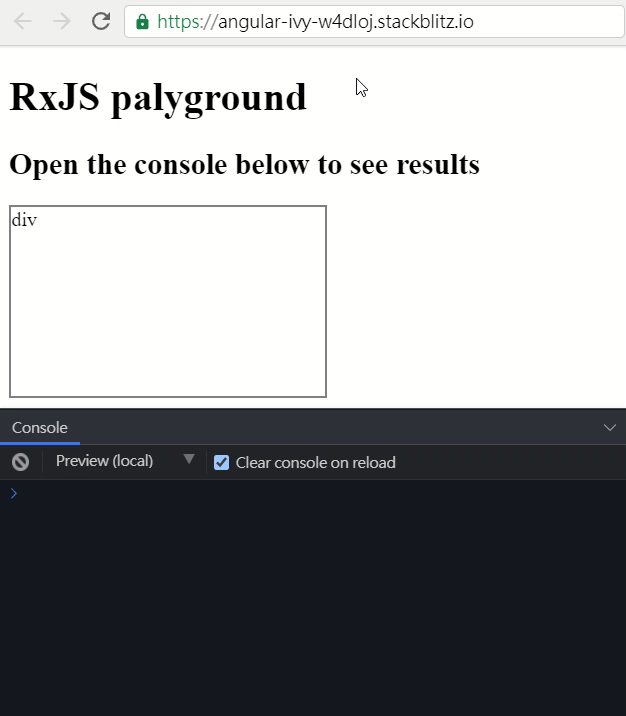 https://angular-ivy-w4dloj.stackblitz.io
RxJS palyground
Open the console below to see results
div
Console
Preview (local)
Clear console on reload